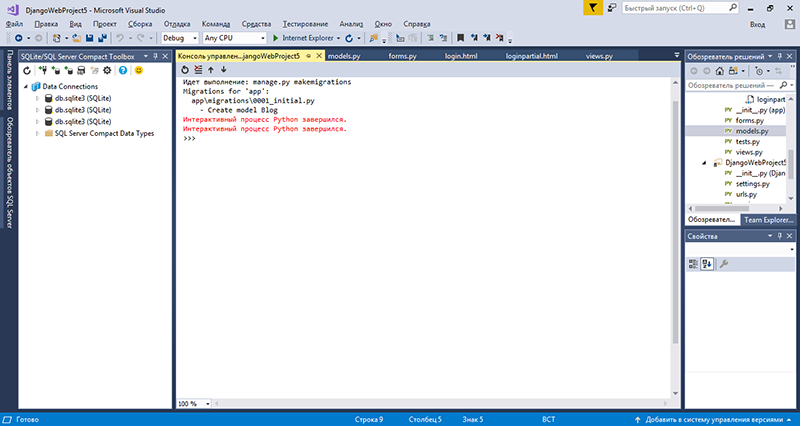 DjangoWebProject5 - Microsoft Visual Studio
Быстрый запуск (Ctrl+Q)
Файл Правка Вид Проект Сборка Отладка Команда Средства Тест Анализ Окно Справка
Вход
Debug Any CPU Internet Explorer
Панель элементов
Обозреватель объектов SQL Server
SQLite/SQL Server Compact Toolbox
Data Connections
db.sqlite3 (SQLite)
db.sqlite3 (SQLite)
db.sqlite3 (SQLite)
SQL Server Compact Data Types
Консоль управлен...jangoWebProject5 models.py forms.py login.html loginpartial.html views.py
Идет выполнение: manage.py makemigrations
Migrations for 'app':
app\migrations\0001_initial.py
- Create model Blog
Интерактивный процесс Python завершился.
Интерактивный процесс Python завершился.
>>>
100 %
Обозреватель решений
Обозреватель решений
loginpart
__init__.py (app)
forms.py
models.py
tests.py
views.py
DjangoWebProject5
__init__.py (Djan
settings.py
urls.py
Обозревател... Team Explorer...
Свойства
Готово Строка 9 Столбец 5 Знак 5 ВСТ Добавить в систему управления версиями